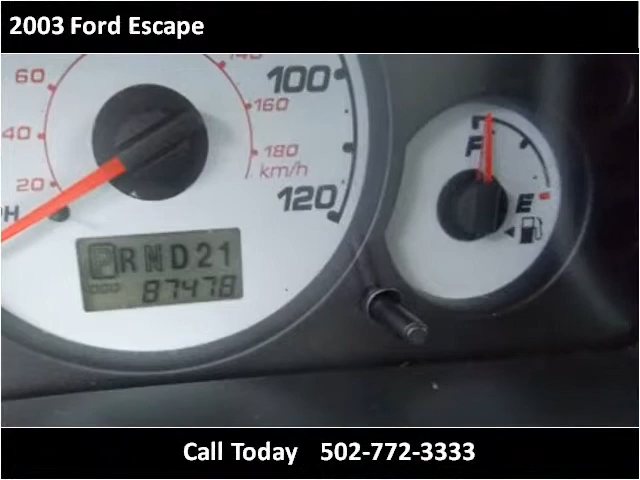 2003 Ford Escape
60
140
100
160
40
180
km/h
20
120
F
E
PRND21
ODO 87478
Call Today 502-772-3333